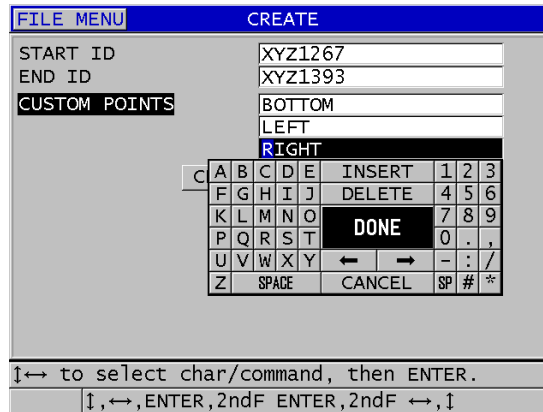 FILE MENU CREATE
START ID XYZ1267
END ID XYZ1393
CUSTOM POINTS BOTTOM
LEFT
RIGHT
C A B C D E INSERT 1 2 3
F G H I J DELETE 4 5 6
K L M N O DONE 7 8 9
P Q R S T 0 . ,
U V W X Y ← → - : /
Z SPACE CANCEL SP # *
↕↔ to select char/command, then ENTER.
↕,↔,ENTER,2ndF ENTER,2ndF ↔,↕